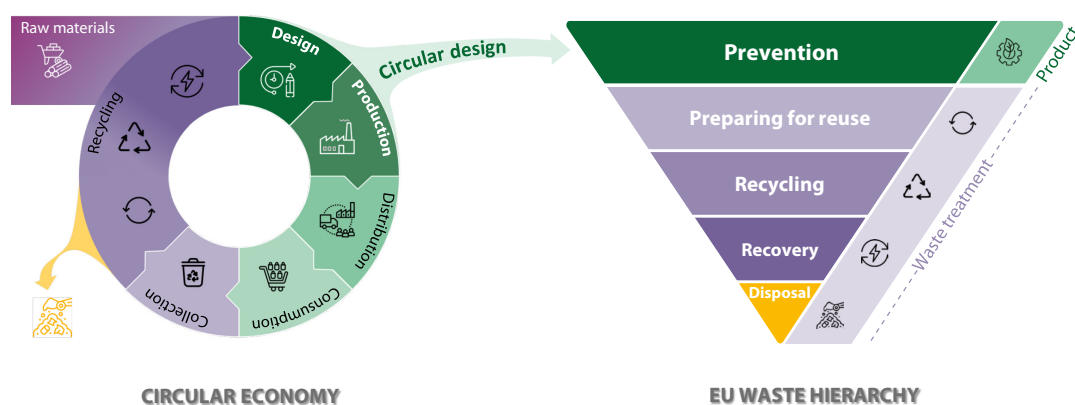 Raw materials
Design
Production
Distribution
Consumption
Collection
Recycling
Circular design
Prevention
Preparing for reuse
Recycling
Recovery
Disposal
Product
Waste treatment
CIRCULAR ECONOMY
EU WASTE HIERARCHY